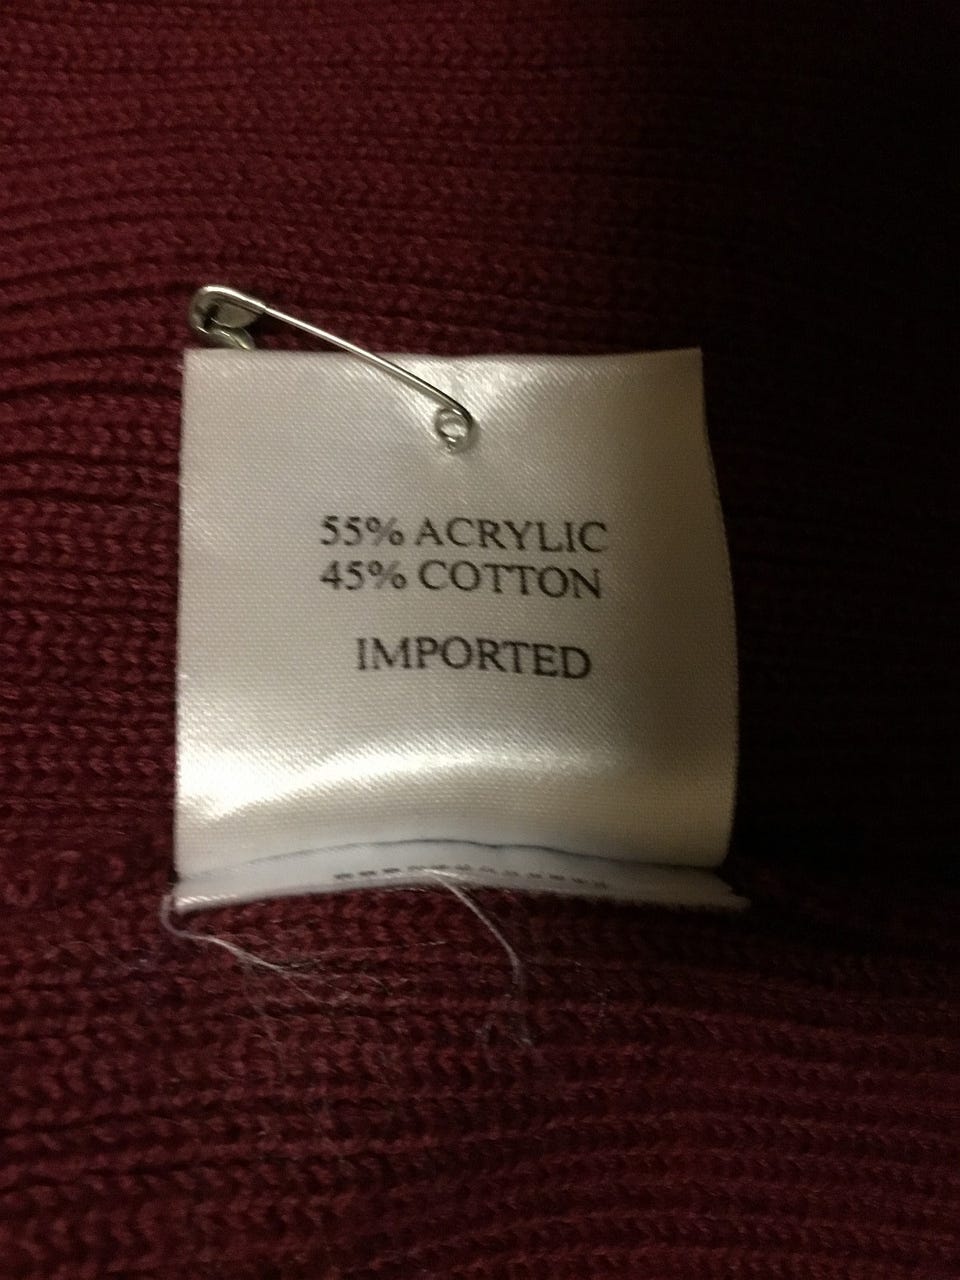 55% ACRYLIC
45% COTTON
IMPORTED